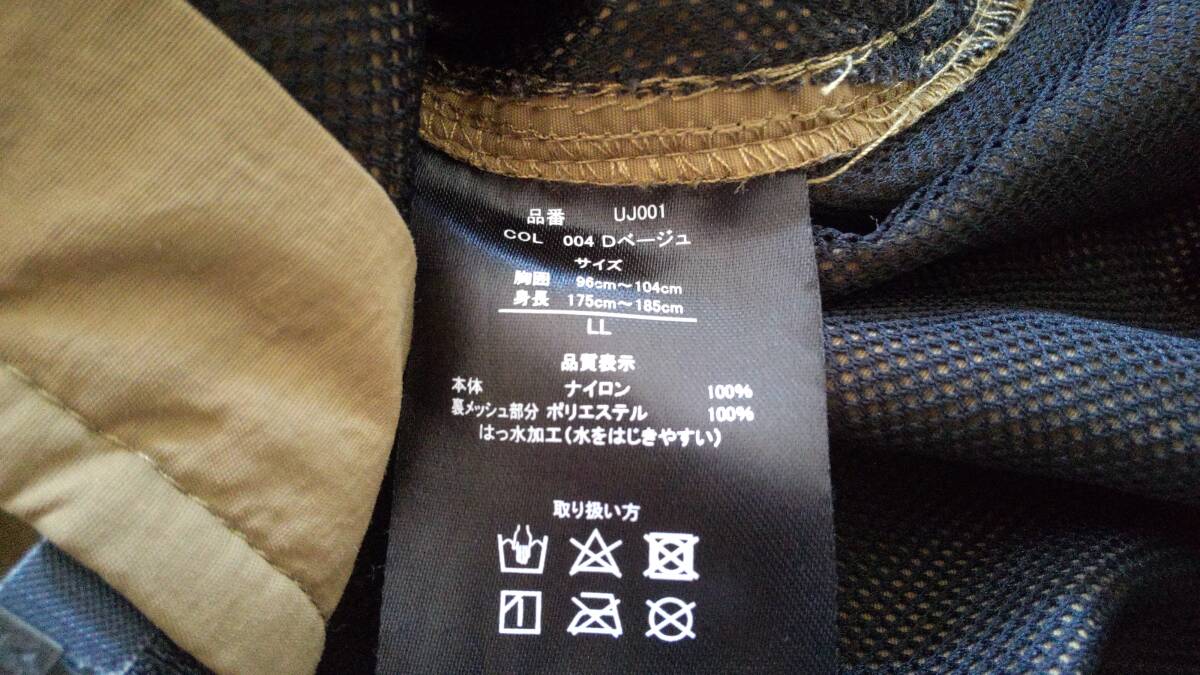 品番 UJ001
COL 004 Dベージュ
サイズ
胸囲 96cm～104cm
身長 175cm～185cm
LL
品質表示
本体 ナイロン 100%
裏メッシュ部分 ポリエステル 100%
はっ水加工(水をはじきやすい)
取り扱い方